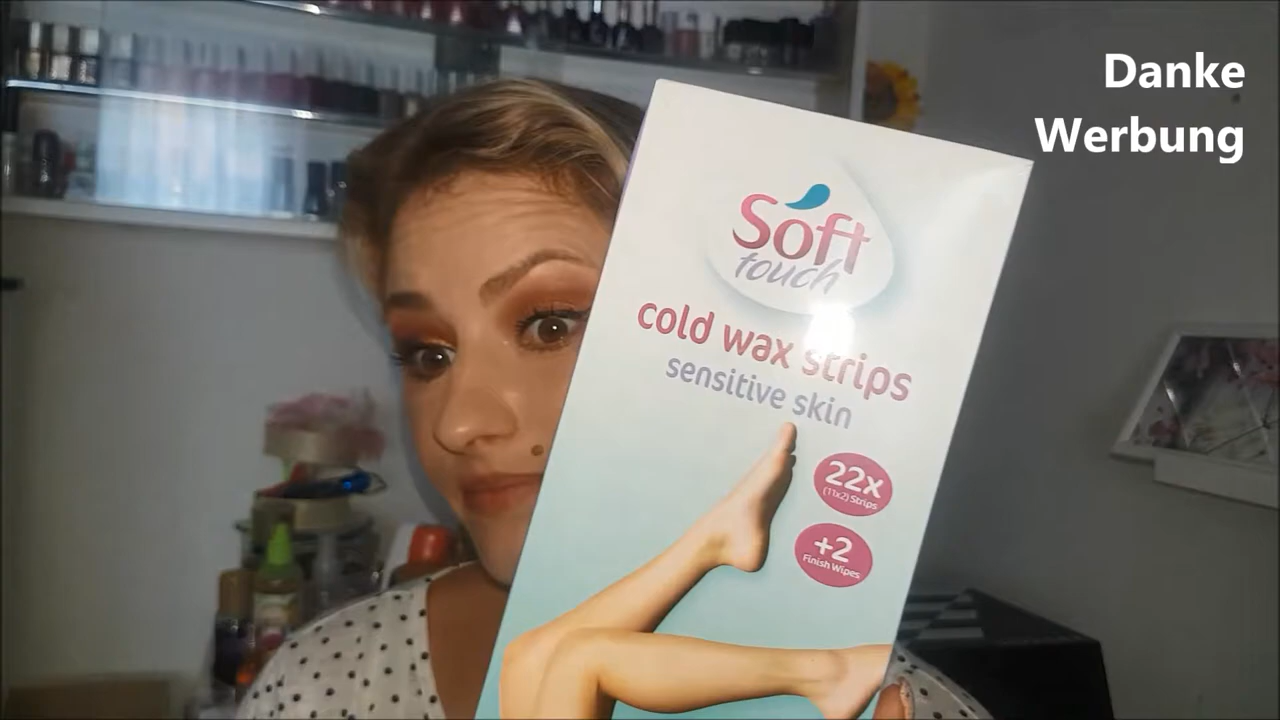 Danke
Werbung
Soft
touch
cold wax strips
sensitive skin
22x
(11x2) Strips
+2
Finish Wipes